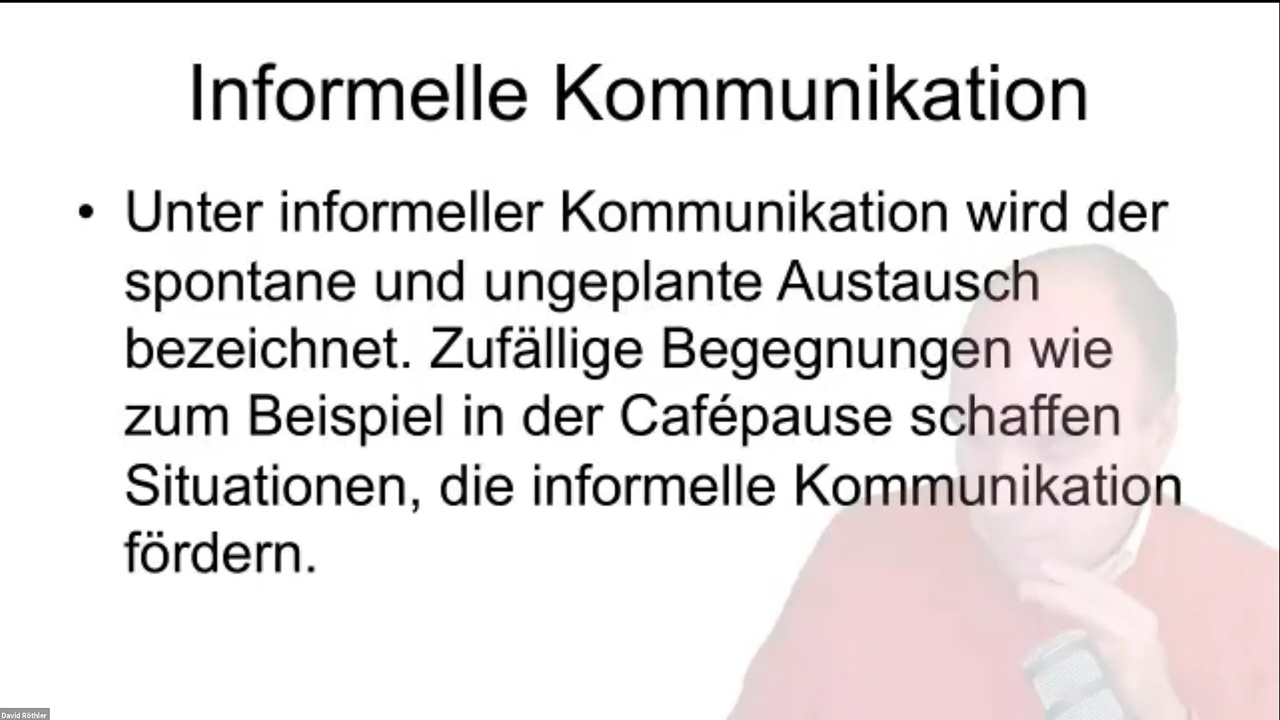 Informelle Kommunikation
• Unter informeller Kommunikation wird der
spontane und ungeplante Austausch
bezeichnet. Zufällige Begegnungen wie
zum Beispiel in der Cafépause schaffen
Situationen, die informelle Kommunikation
fördern.
David Röthler